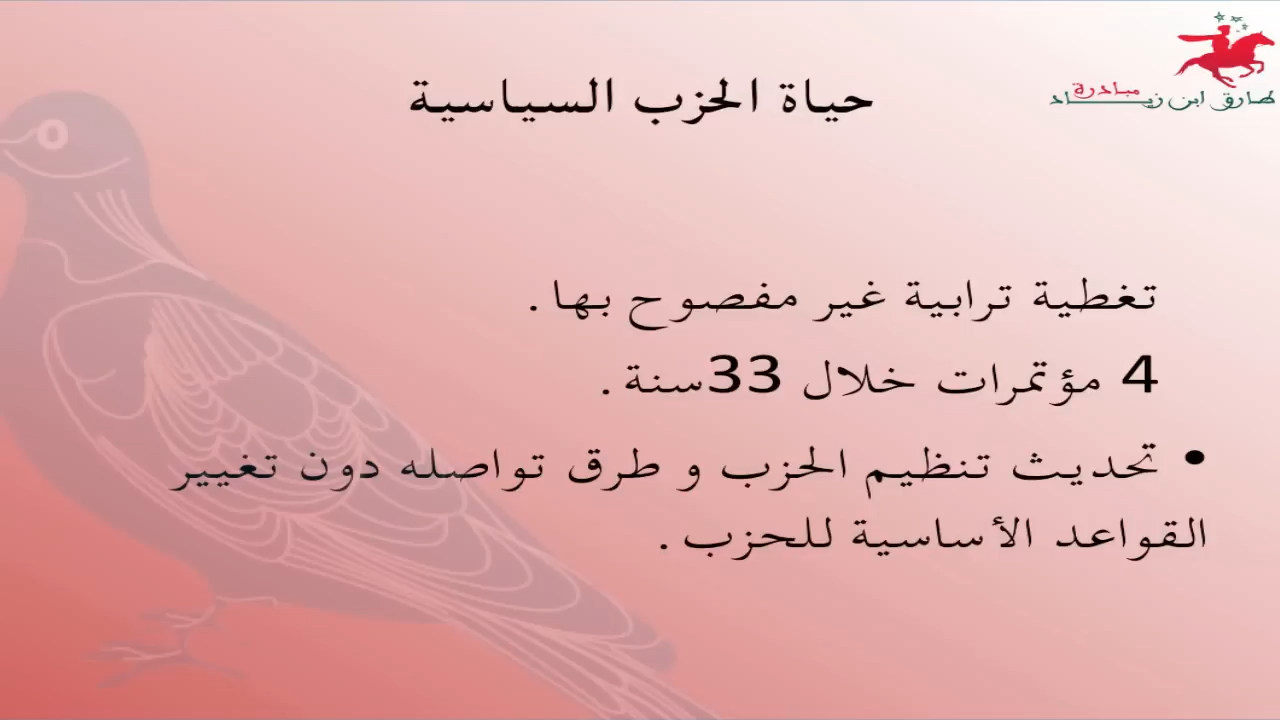 مبادرة
طارق ابن زياد
حياة الحزب السياسية
تغطية ترابية غير مفصوح بها.
4 مؤتمرات خلال 33سنة.
• تحديث تنظيم الحزب و طرق تواصله دون تغيير
القواعد الأساسية للحزب.